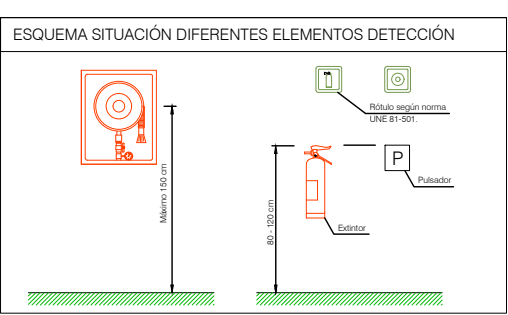 ESQUEMA SITUACIÓN DIFERENTES ELEMENTOS DETECCIÓN
Rótulo según norma
UNE 81-501.
Máximo 150 cm
80 - 120 cm
P
Pulsador
Extintor